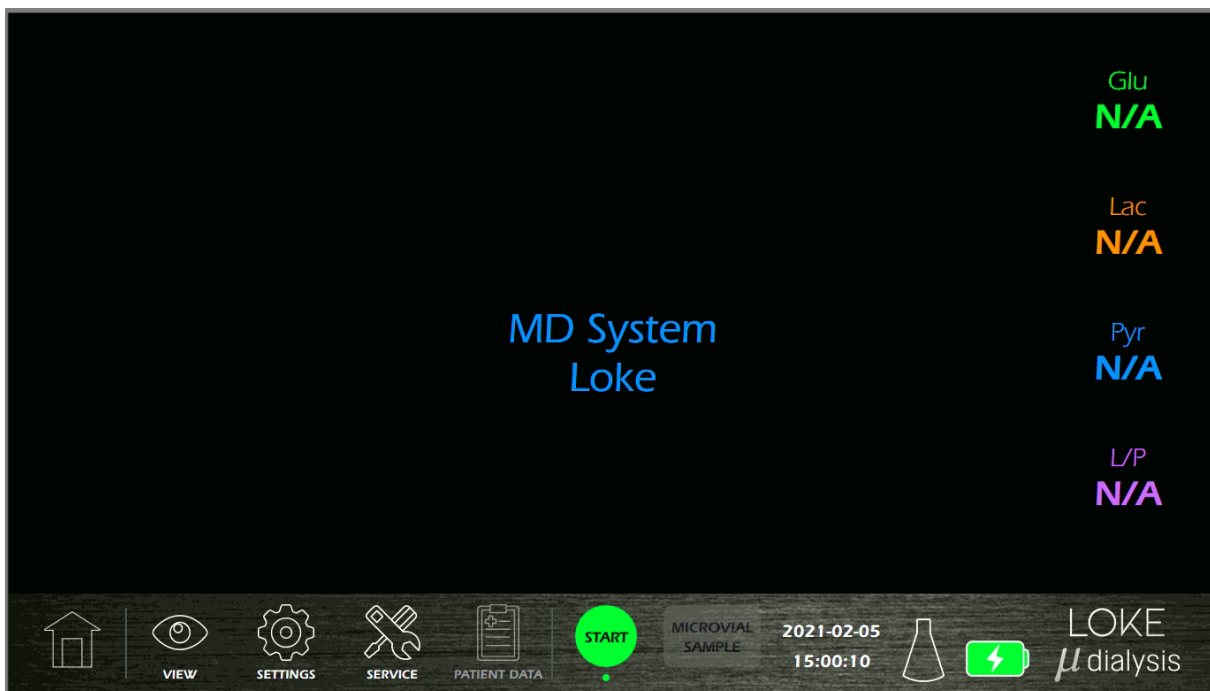 Glu
N/A
Lac
N/A
MD System
Loke
Pyr
N/A
L/P
N/A
VIEW
SETTINGS
SERVICE
PATIENT DATA
START
MICROVIAL
SAMPLE
2021-02-05
15:00:10
LOKE
μ dialysis